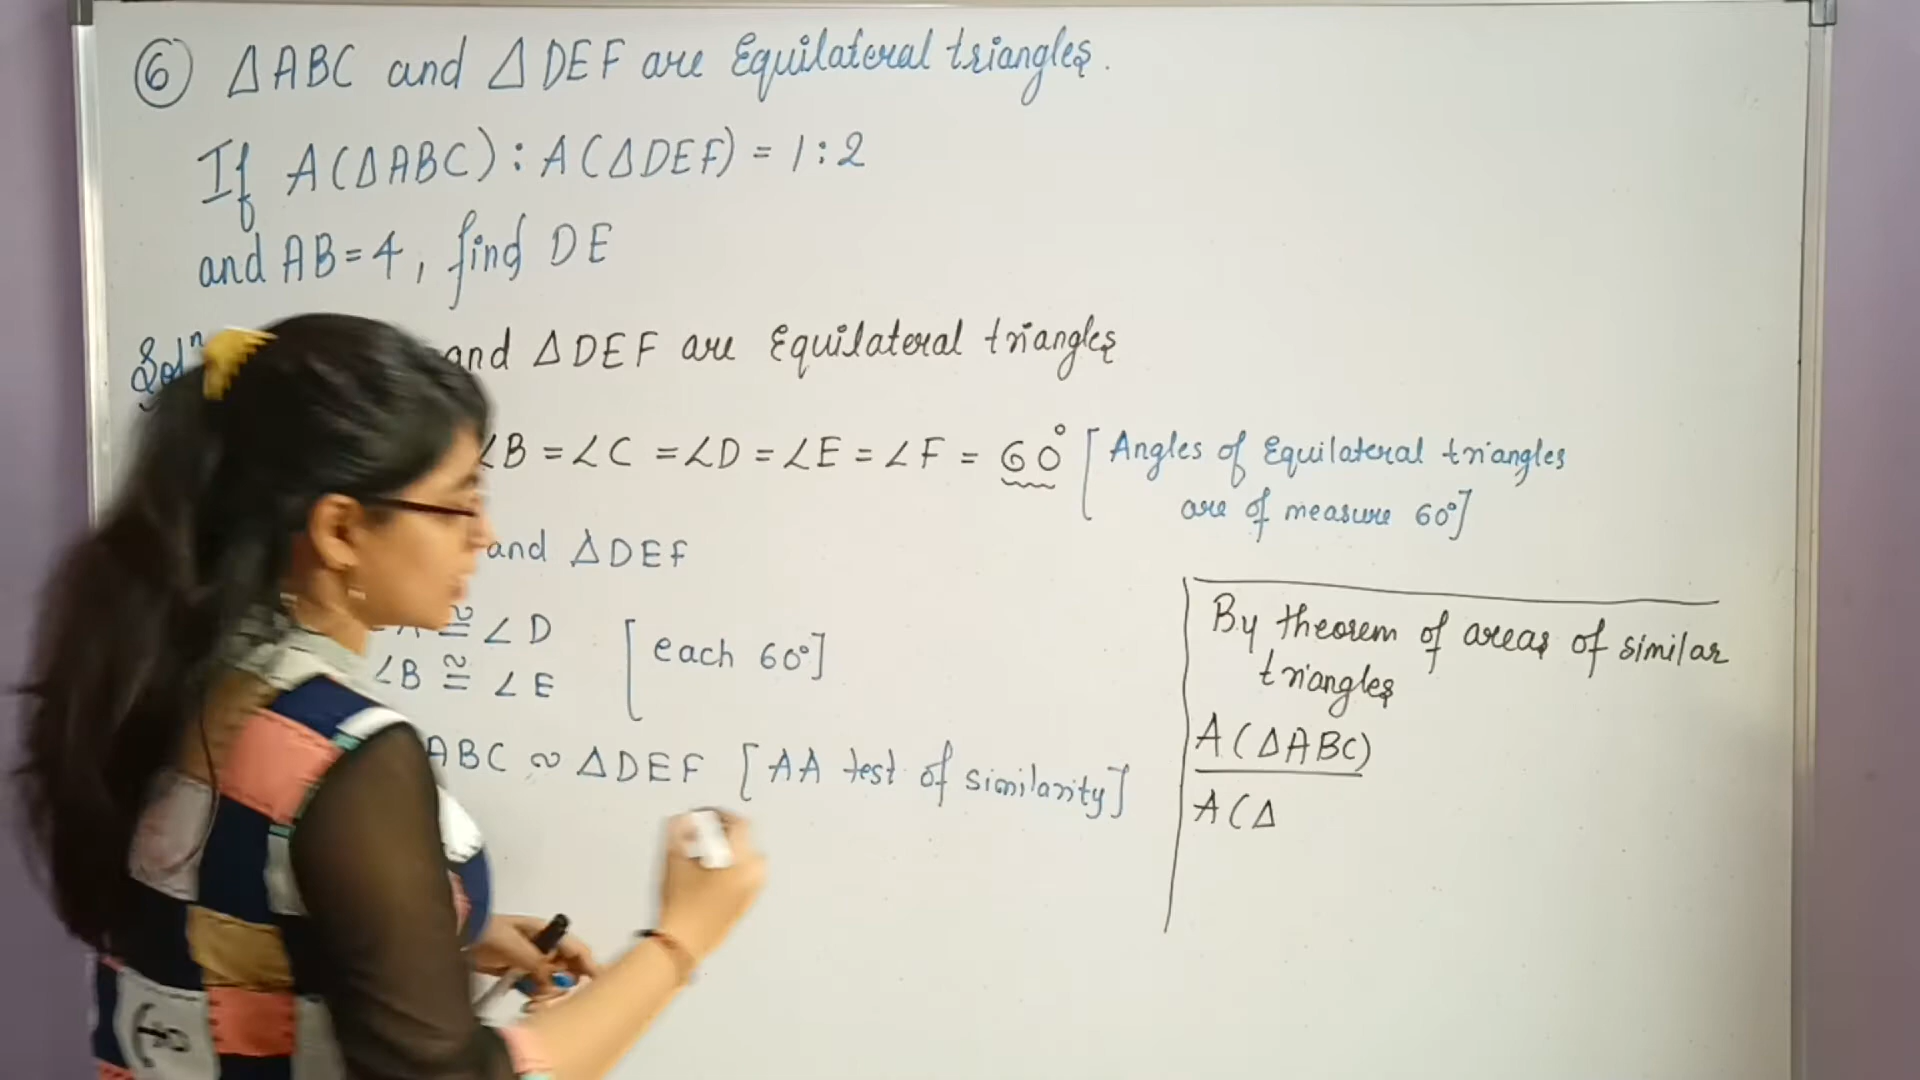 6 ΔABC and ΔDEF are Equilateral triangles.
If A(ΔABC) : A(ΔDEF) = 1:2
and AB=4, find DE
Solⁿ and ΔDEF are Equilateral triangles
∠B = ∠C = ∠D = ∠E = ∠F = 60° [Angles of Equilateral triangles
are of measure 60°]
and ΔDEF
A ≅ ∠D
∠B ≅ ∠E [each 60°]
ABC ~ ΔDEF [AA test of similarity]
By theorem of areas of similar
triangles
A(ΔABC)
A(Δ